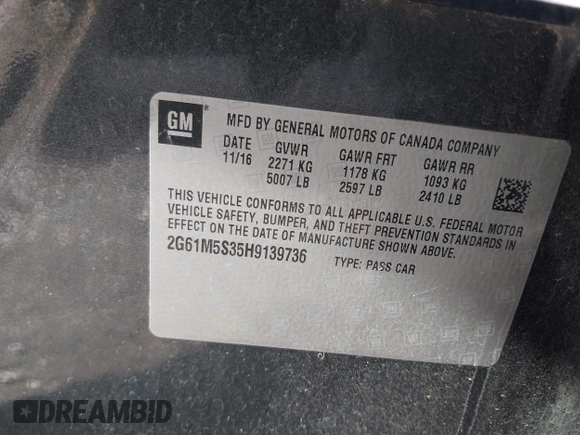 GM
MFD BY GENERAL MOTORS OF CANADA COMPANY
DATE GVWR GAWR FRT GAWR RR
11/16 2271 KG 1178 KG 1093 KG
5007 LB 2597 LB 2410 LB
THIS VEHICLE CONFORMS TO ALL APPLICABLE U.S. FEDERAL MOTOR
VEHICLE SAFETY, BUMPER, AND THEFT PREVENTION STANDARDS IN
EFFECT ON THE DATE OF MANUFACTURE SHOWN ABOVE.
2G61M5S35H9139736 TYPE: PASS CAR
DREAMBID